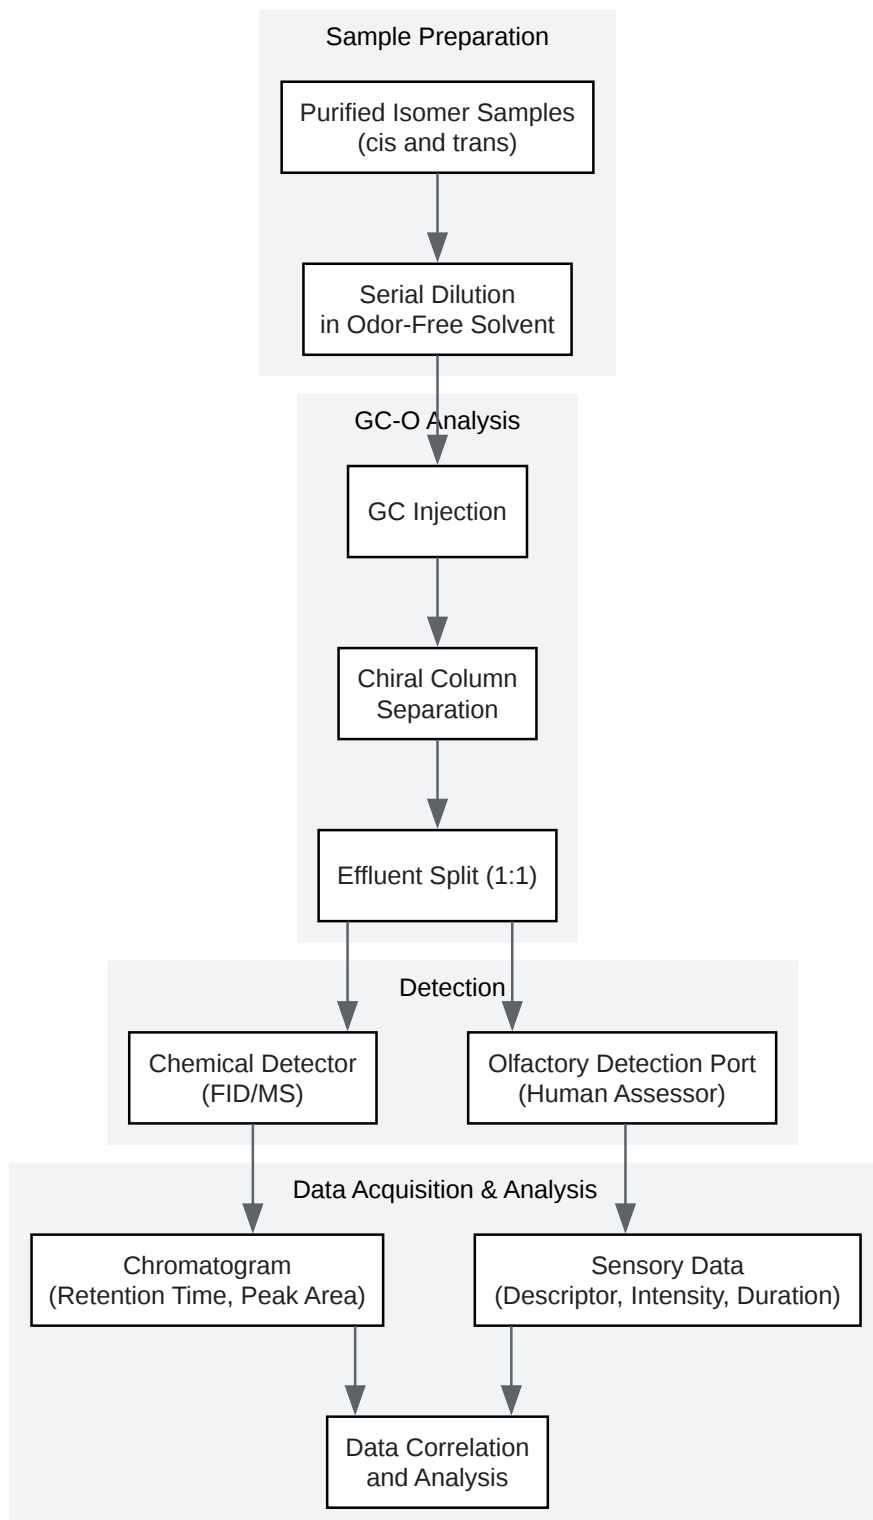 Sample Preparation
Purified Isomer Samples
(cis and trans)
Serial Dilution
in Odor-Free Solvent
GC-O Analysis
GC Injection
Chiral Column
Separation
Effluent Split (1:1)
Detection
Chemical Detector
(FID/MS)
Olfactory Detection Port
(Human Assessor)
Data Acquisition & Analysis
Chromatogram
(Retention Time, Peak Area)
Sensory Data
(Descriptor, Intensity, Duration)
Data Correlation
and Analysis